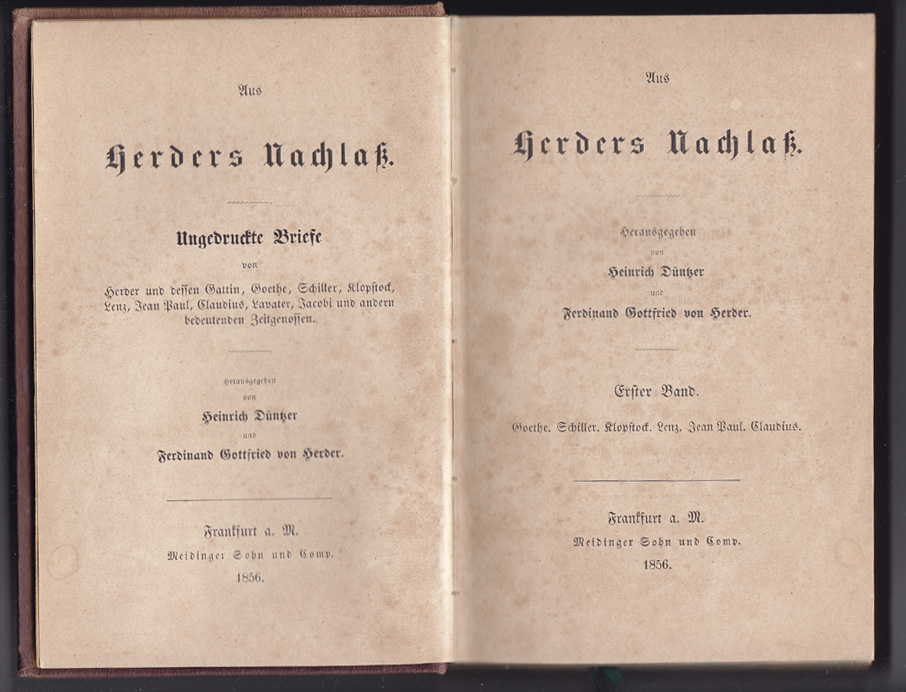 Aus
Herders Nachlaß.
Ungedruckte Briefe
von
Herder und dessen Gattin, Goethe, Schiller, Klopstock,
Lenz, Jean Paul, Claudius, Lavater, Jacobi und andern
bedeutenden Zeitgenossen.
Herausgegeben
von
Heinrich Düntzer
und
Ferdinand Gottfried von Herder.
Frankfurt a. M.
Meidinger Sohn und Comp.
1856.
Aus
Herders Nachlaß.
Herausgegeben
von
Heinrich Düntzer
und
Ferdinand Gottfried von Herder.
Erster Band.
Goethe. Schiller. Klopstock. Lenz. Jean Paul. Claudius.
Frankfurt a. M.
Meidinger Sohn und Comp.
1856.